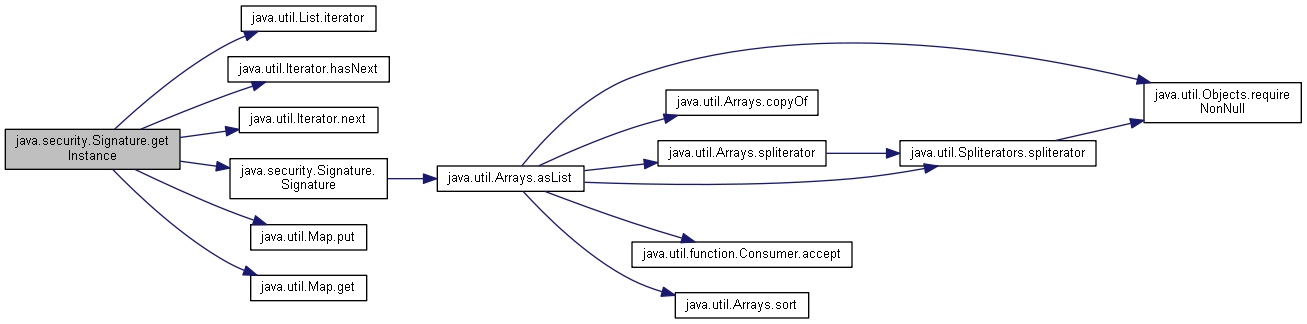 java.security.Signature.get
Instance
java.util.List.iterator
java.util.Iterator.hasNext
java.util.Iterator.next
java.security.Signature.
Signature
java.util.Map.put
java.util.Map.get
java.util.Arrays.asList
java.util.Arrays.copyOf
java.util.Arrays.spliterator
java.util.function.Consumer.accept
java.util.Arrays.sort
java.util.Spliterators.spliterator
java.util.Objects.require
NonNull